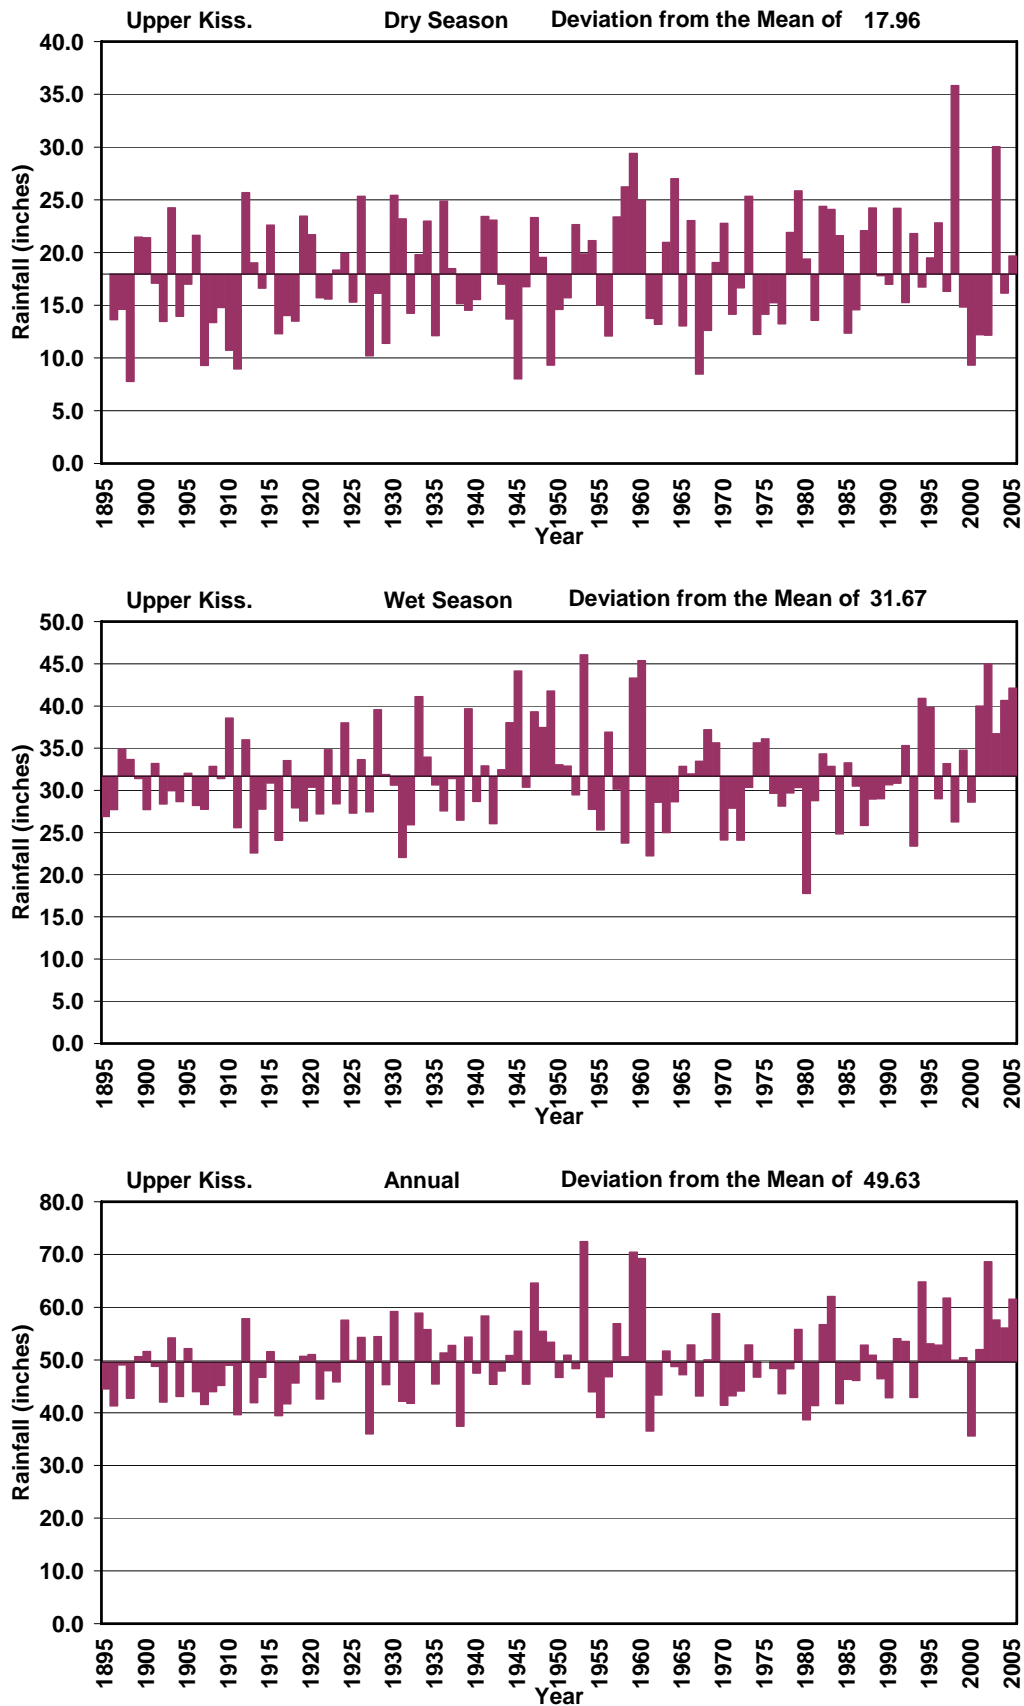 Upper Kiss. Dry Season Deviation from the Mean of 17.96
40.0
35.0
30.0
25.0
20.0
15.0
10.0
5.0
0.0
Rainfall (inches)
1895 1900 1905 1910 1915 1920 1925 1930 1935 1940 1945 1950 1955 1960 1965 1970 1975 1980 1985 1990 1995 2000 2005
Year
Upper Kiss. Wet Season Deviation from the Mean of 31.67
50.0
45.0
40.0
35.0
30.0
25.0
20.0
15.0
10.0
5.0
0.0
Rainfall (inches)
1895 1900 1905 1910 1915 1920 1925 1930 1935 1940 1945 1950 1955 1960 1965 1970 1975 1980 1985 1990 1995 2000 2005
Year
Upper Kiss. Annual Deviation from the Mean of 49.63
80.0
70.0
60.0
50.0
40.0
30.0
20.0
10.0
0.0
Rainfall (inches)
1895 1900 1905 1910 1915 1920 1925 1930 1935 1940 1945 1950 1955 1960 1965 1970 1975 1980 1985 1990 1995 2000 2005
Year